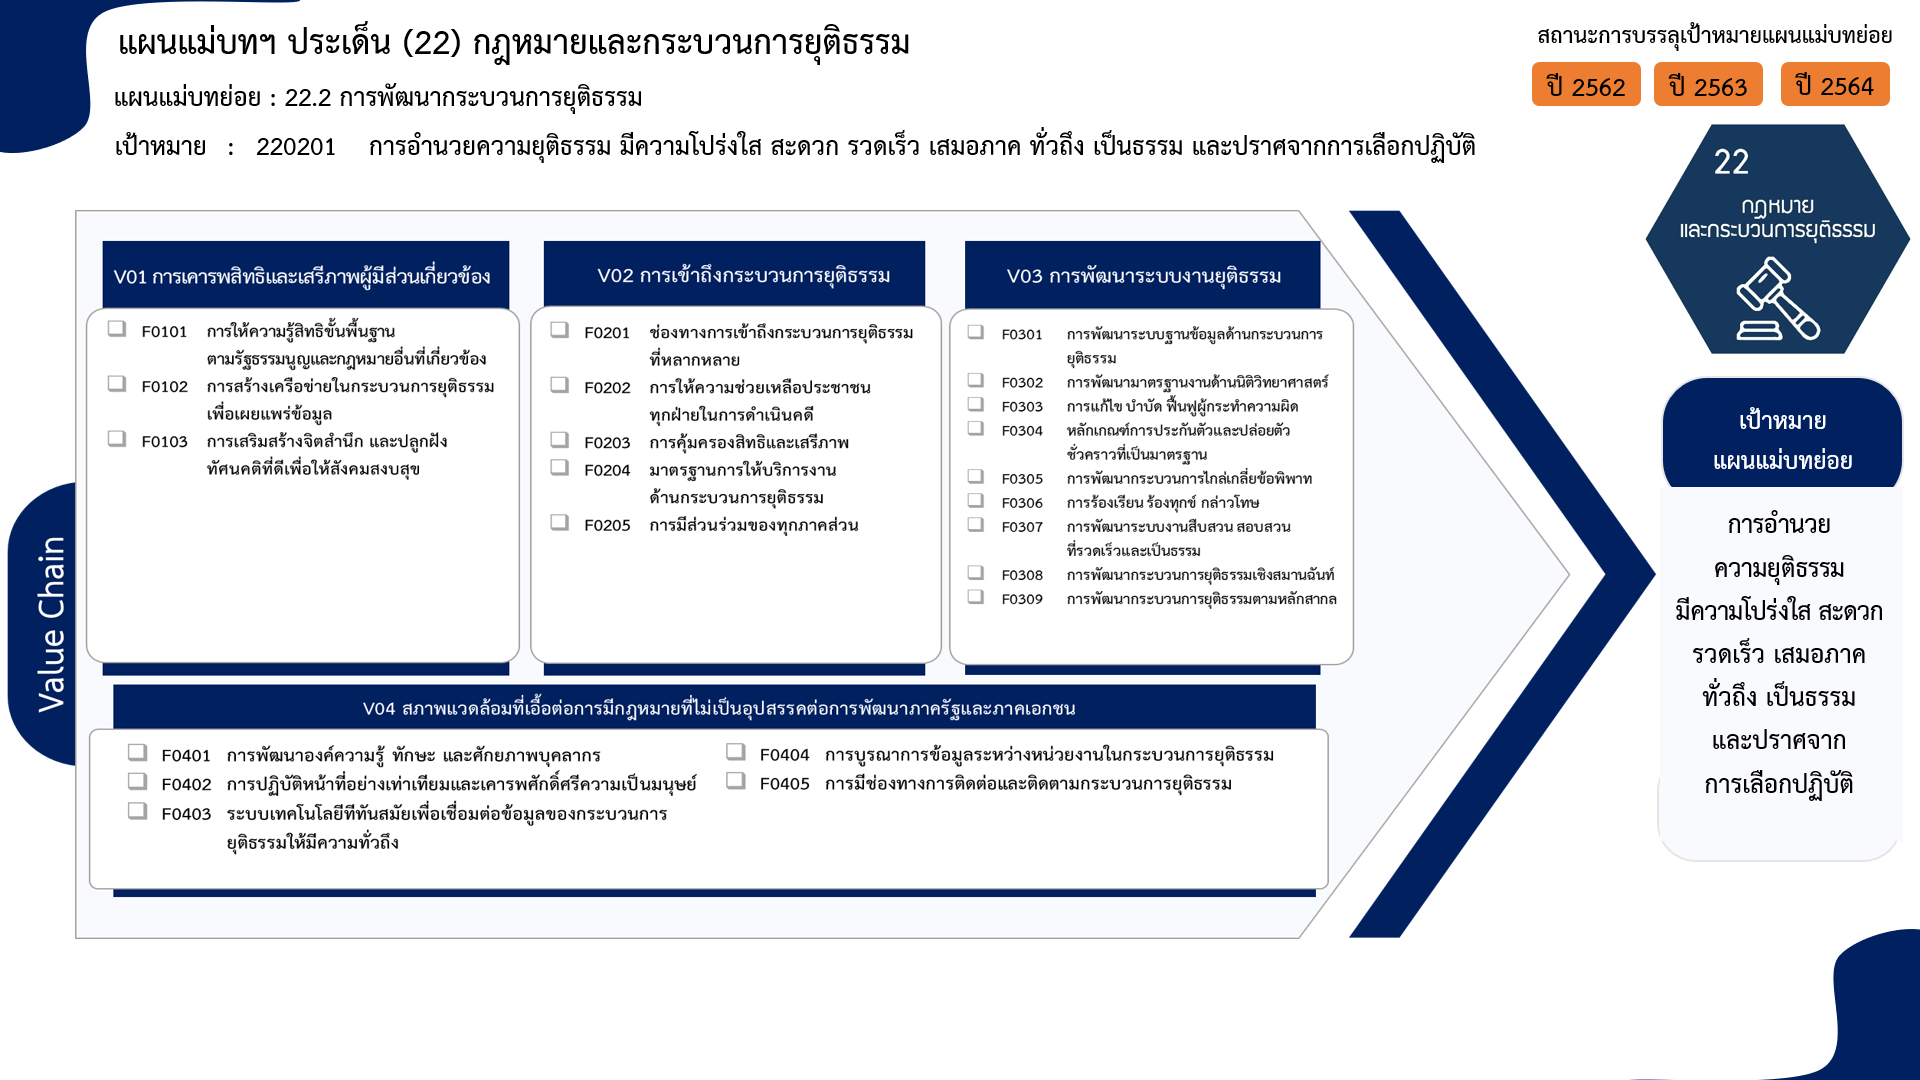 แผนแม่บทฯ ประเด็น (22) กฎหมายและกระบวนการยุติธรรม
แผนแม่บทย่อย : 22.2 การพัฒนากระบวนการยุติธรรม
เป้าหมาย : 220201 การอำนวยความยุติธรรม มีความโปร่งใส สะดวก รวดเร็ว เสมอภาค ทั่วถึง เป็นธรรม และปราศจากการเลือกปฏิบัติ
สถานะการบรรลุเป้าหมายแผนแม่บทย่อย
ปี 2562 ปี 2563 ปี 2564
22
กฎหมาย
และกระบวนการยุติธรรม
Value Chain
V01 การเคารพสิทธิและเสรีภาพผู้มีส่วนเกี่ยวข้อง
F0101 การให้ความรู้สิทธิขั้นพื้นฐาน
ตามรัฐธรรมนูญและกฎหมายอื่นที่เกี่ยวข้อง
F0102 การสร้างเครือข่ายในกระบวนการยุติธรรม
เพื่อเผยแพร่ข้อมูล
F0103 การเสริมสร้างจิตสำนึก และปลูกฝัง
ทัศนคติที่ดีเพื่อให้สังคมสงบสุข
V02 การเข้าถึงกระบวนการยุติธรรม
F0201 ช่องทางการเข้าถึงกระบวนการยุติธรรม
ที่หลากหลาย
F0202 การให้ความช่วยเหลือประชาชน
ทุกฝ่ายในการดำเนินคดี
F0203 การคุ้มครองสิทธิและเสรีภาพ
F0204 มาตรฐานการให้บริการงาน
ด้านกระบวนการยุติธรรม
F0205 การมีส่วนร่วมของทุกภาคส่วน
V03 การพัฒนาระบบงานยุติธรรม
F0301 การพัฒนาระบบฐานข้อมูลด้านกระบวนการ
ยุติธรรม
F0302 การพัฒนามาตรฐานงานด้านนิติวิทยาศาสตร์
F0303 การแก้ไข บำบัด ฟื้นฟูผู้กระทำความผิด
F0304 หลักเกณฑ์การประกันตัวและปล่อยตัว
ชั่วคราวที่เป็นมาตรฐาน
F0305 การพัฒนากระบวนการไกล่เกลี่ยข้อพิพาท
F0306 การร้องเรียน ร้องทุกข์ กล่าวโทษ
F0307 การพัฒนาระบบงานสืบสวน สอบสวน
ที่รวดเร็วและเป็นธรรม
F0308 การพัฒนากระบวนการยุติธรรมเชิงสมานฉันท์
F0309 การพัฒนากระบวนการยุติธรรมตามหลักสากล
V04 สภาพแวดล้อมที่เอื้อต่อการมีกฎหมายที่ไม่เป็นอุปสรรคต่อการพัฒนาภาครัฐและภาคเอกชน
F0401 การพัฒนาองค์ความรู้ ทักษะ และศักยภาพบุคลากร
F0402 การปฏิบัติหน้าที่อย่างเท่าเทียมและเคารพศักดิ์ศรีความเป็นมนุษย์
F0403 ระบบเทคโนโลยีทีทันสมัยเพื่อเชื่อมต่อข้อมูลของกระบวนการ
ยุติธรรมให้มีความทั่วถึง
F0404 การบูรณาการข้อมูลระหว่างหน่วยงานในกระบวนการยุติธรรม
F0405 การมีช่องทางการติดต่อและติดตามกระบวนการยุติธรรม
เป้าหมาย
แผนแม่บทย่อย
การอำนวย
ความยุติธรรม
มีความโปร่งใส สะดวก
รวดเร็ว เสมอภาค
ทั่วถึง เป็นธรรม
และปราศจาก
การเลือกปฏิบัติ